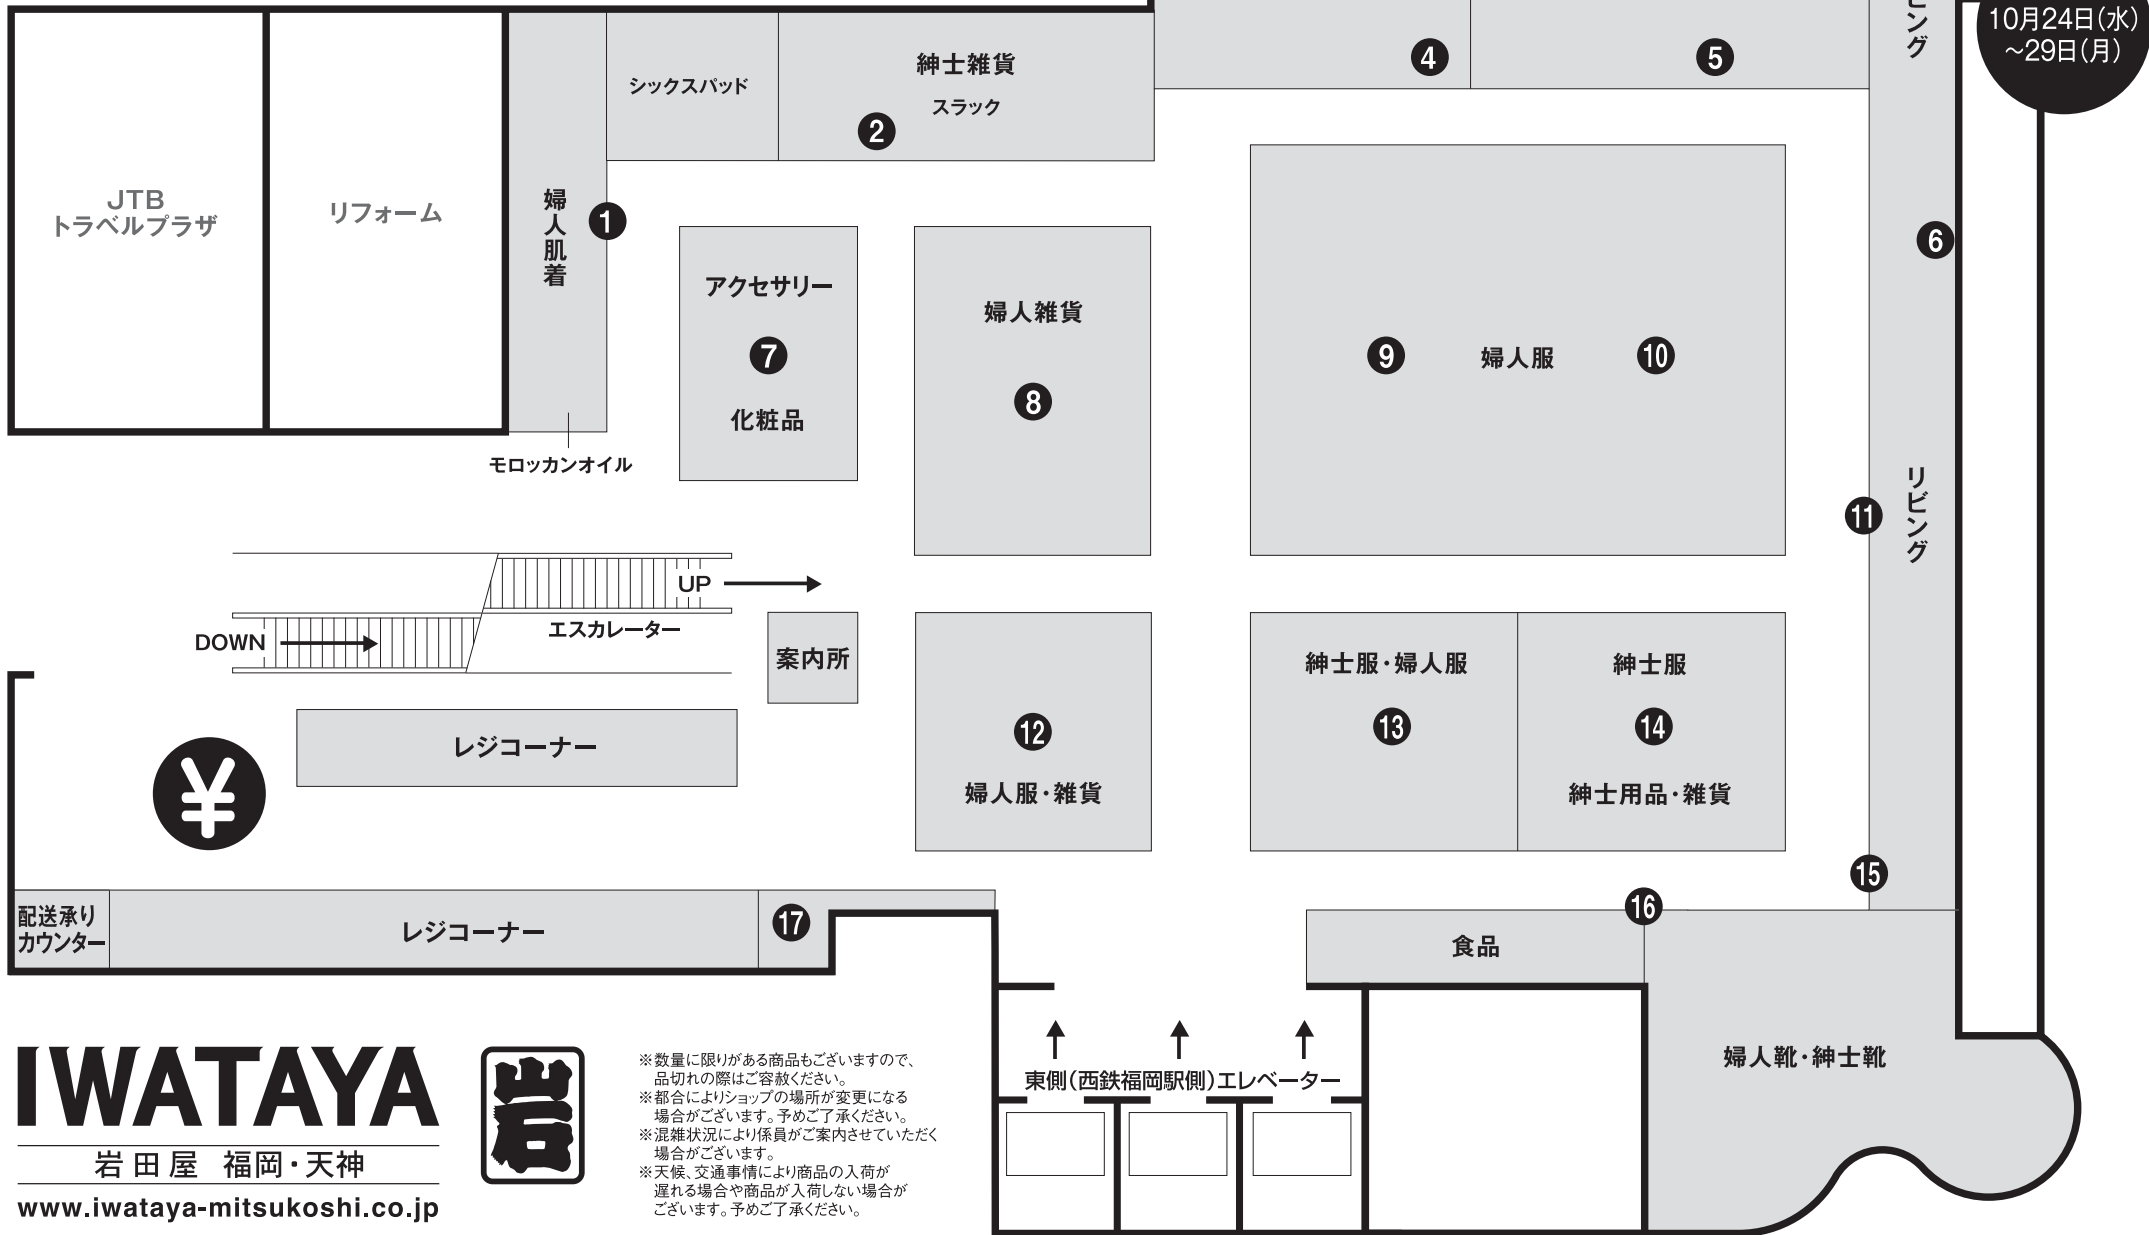 10月24日(水)
～29日(月)
ビング
④
⑤
紳士雑貨
スラック
②
シックスパッド
婦人肌着
①
JTB
トラベルプラザ
リフォーム
⑥
アクセサリー
⑦
化粧品
婦人雑貨
⑧
⑨
婦人服
⑩
モロッカンオイル
⑪
リビング
UP
エスカレーター
DOWN
案内所
紳士服・婦人服
⑬
紳士服
⑭
紳士用品・雑貨
⑫
婦人服・雑貨
レジコーナー
¥
⑮
⑯
配送承り
カウンター
レジコーナー
⑰
食品
婦人靴・紳士靴
東側(西鉄福岡駅側)エレベーター
IWATAYA
岩田屋 福岡・天神
www.iwataya-mitsukoshi.co.jp
岩
※数量に限りがある商品もございますので、
品切れの際はご容赦ください。
※都合によりショップの場所が変更になる
場合がございます。予めご了承ください。
※混雑状況により係員がご案内させていただく
場合がございます。
※天候、交通事情により商品の入荷が
遅れる場合や商品が入荷しない場合が
ございます。予めご了承ください。